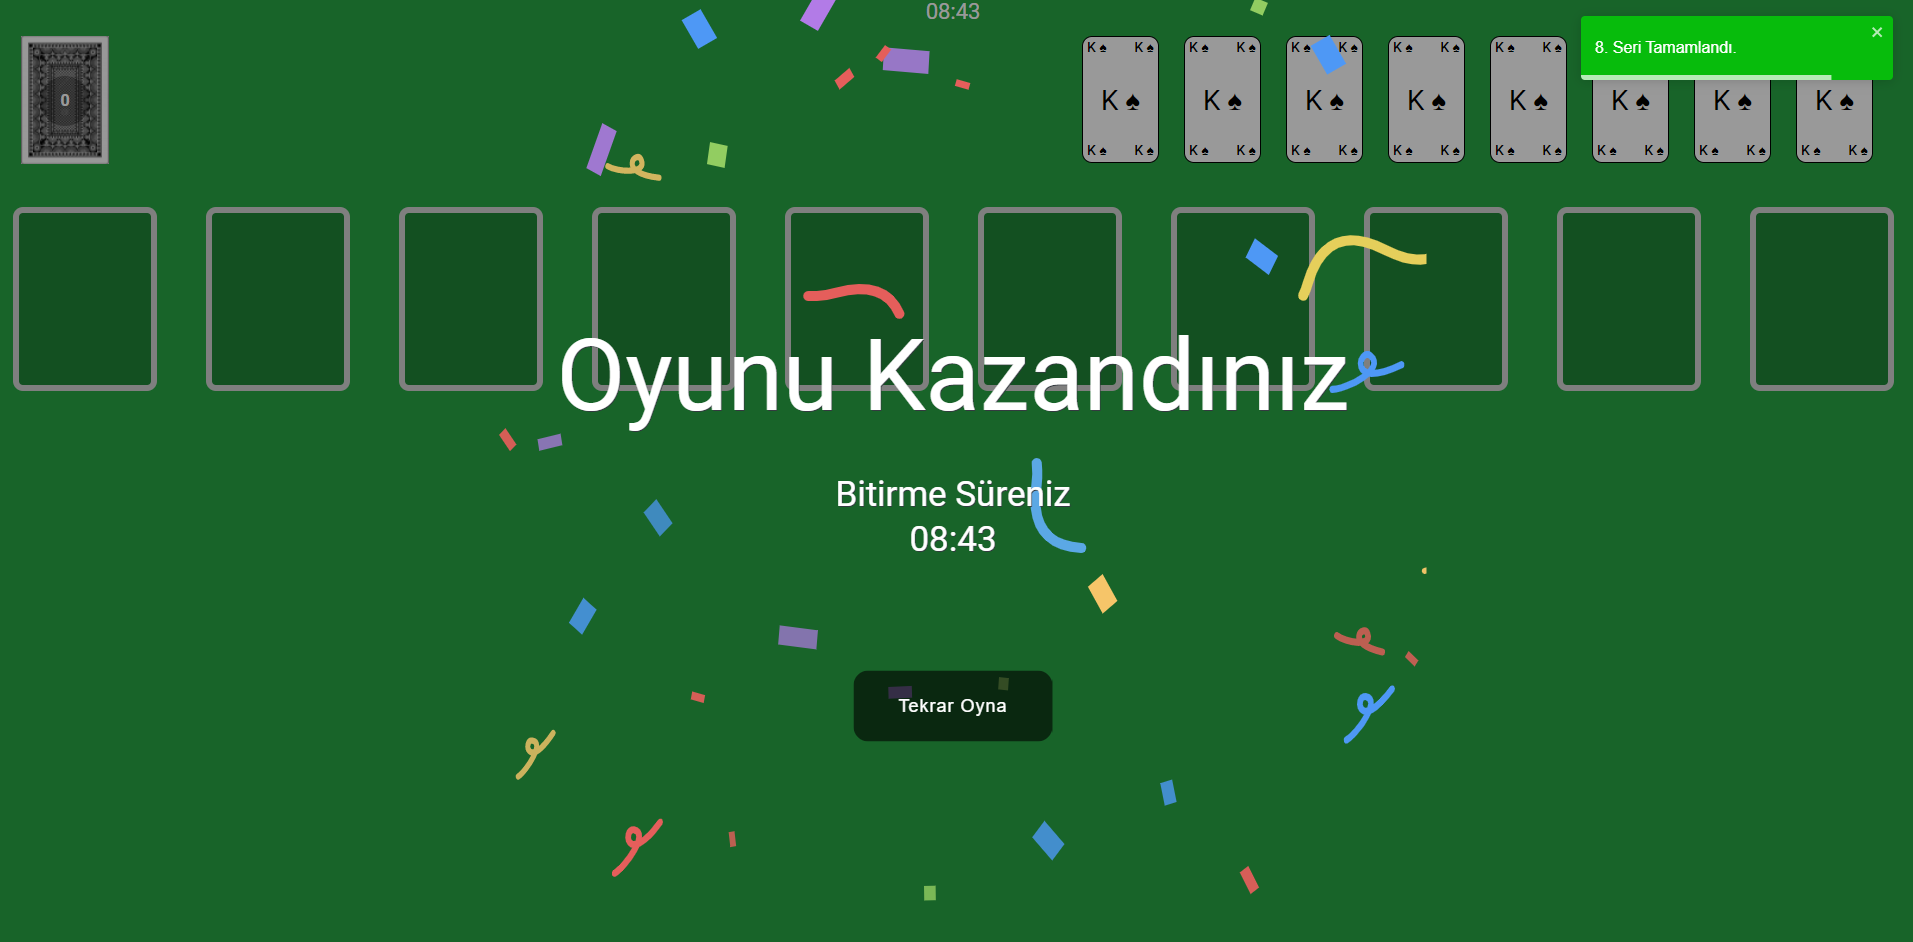 08:43
8. Seri Tamamlandı.
×
0
K ♠ K ♠ K ♠ K ♠ K ♠ K ♠ K ♠ K ♠ K ♠ K ♠
K ♠ K ♠ K ♠ K ♠ K ♠ K ♠ K ♠ K ♠
K ♠ K ♠ K ♠ K ♠ K ♠ K ♠ K ♠ K ♠ K ♠ K ♠ K ♠ K ♠ K ♠ K ♠ K ♠ K ♠
Oyunu Kazandınız
Bitirme Süreniz
08:43
Tekrar Oyna